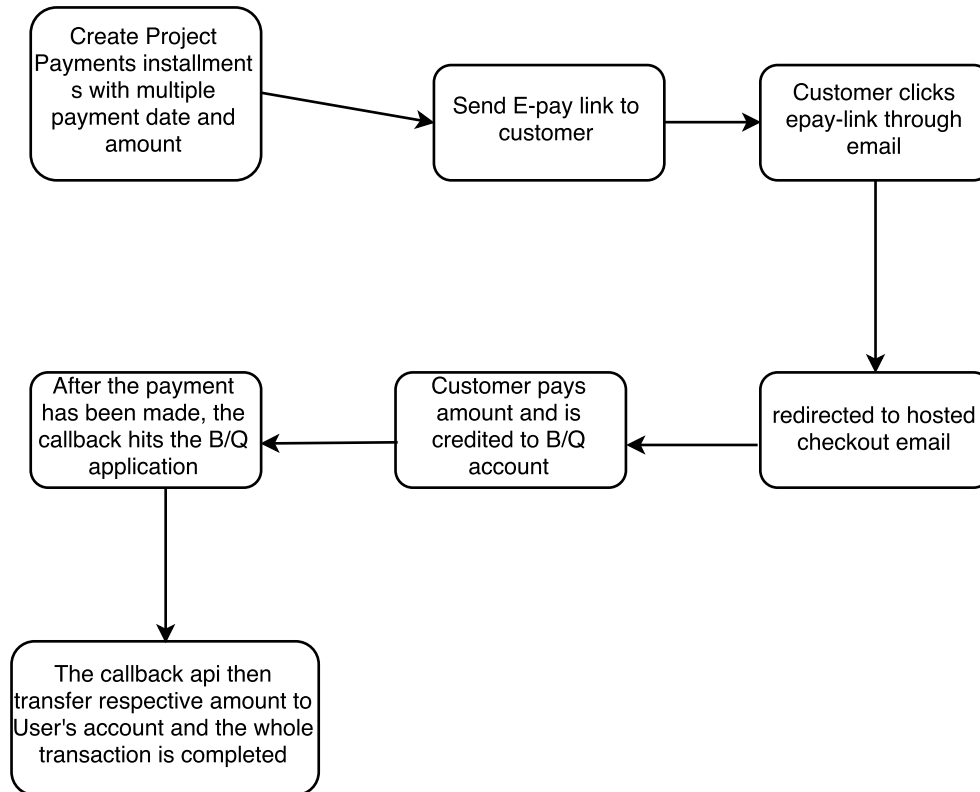 Create Project
Payments installment
s with multiple
payment date and
amount
Send E-pay link to
customer
Customer clicks
epay-link through
email
redirected to hosted
checkout email
Customer pays
amount and is
credited to B/Q
account
After the payment
has been made, the
callback hits the B/Q
application
The callback api then
transfer respective amount to
User's account and the whole
transaction is completed